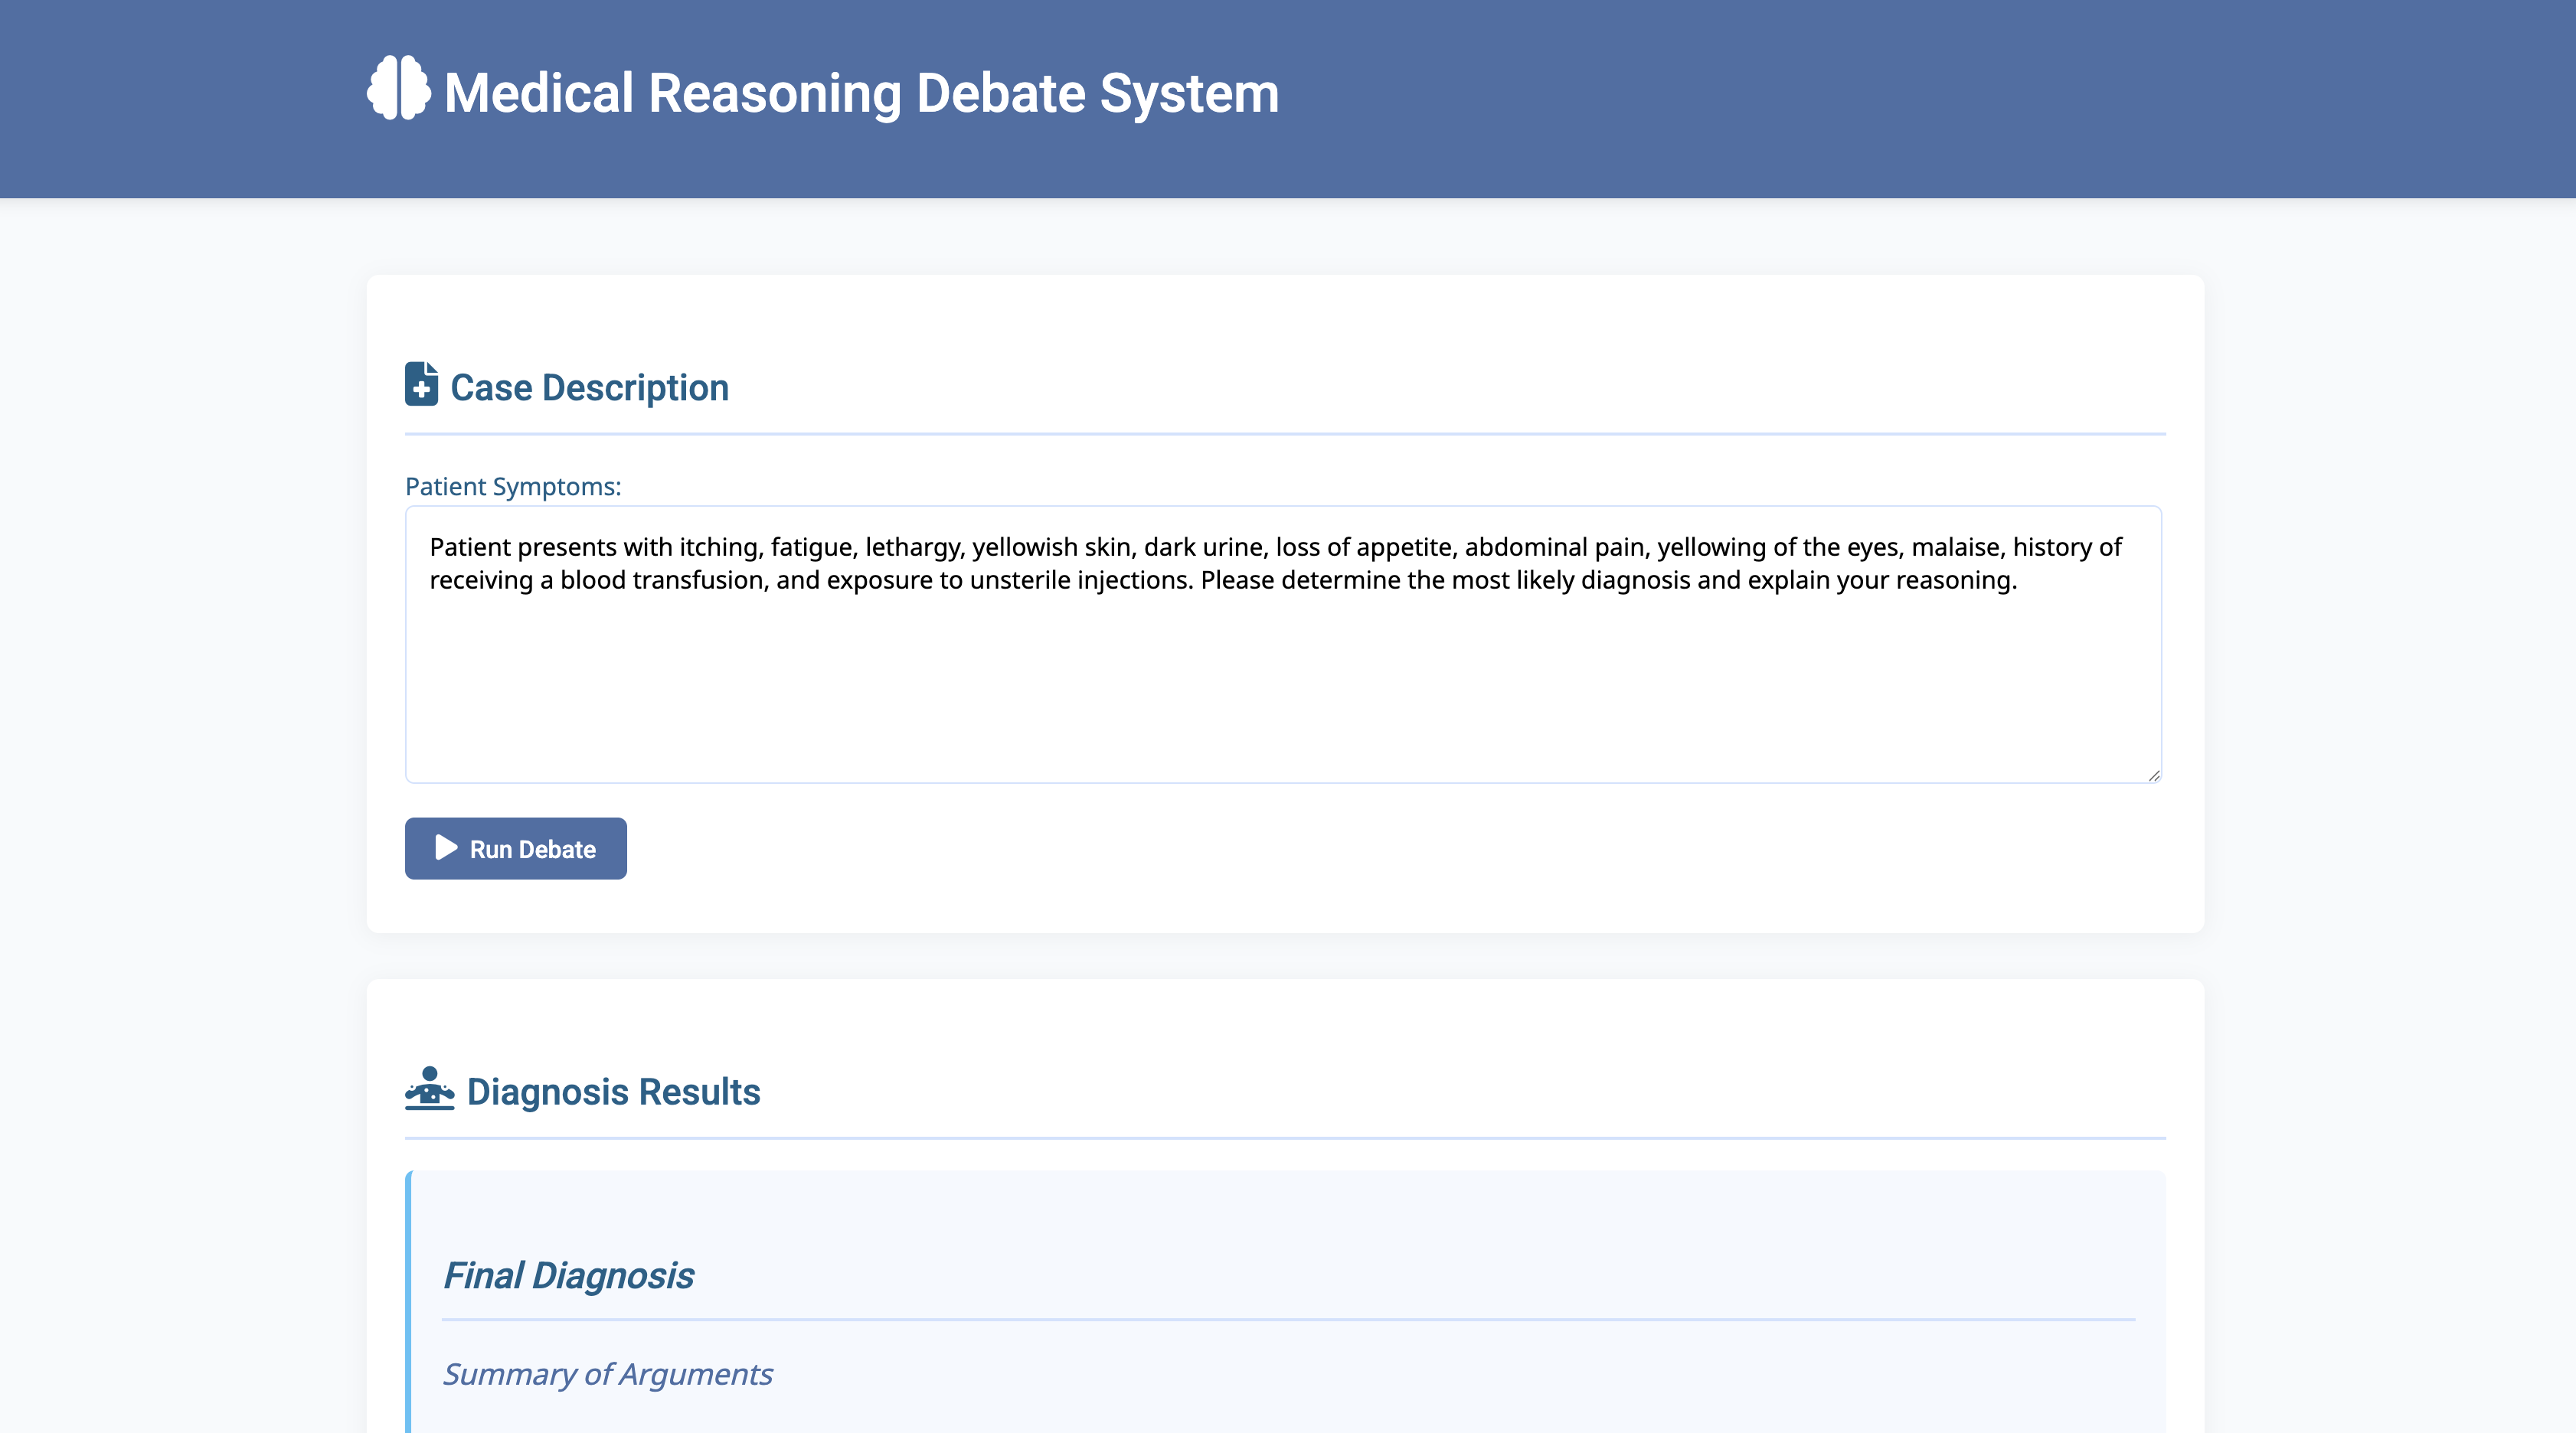 Medical Reasoning Debate System
Case Description
Patient Symptoms:
Patient presents with itching, fatigue, lethargy, yellowish skin, dark urine, loss of appetite, abdominal pain, yellowing of the eyes, malaise, history of
receiving a blood transfusion, and exposure to unsterile injections. Please determine the most likely diagnosis and explain your reasoning.
Run Debate
Diagnosis Results
Final Diagnosis
Summary of Arguments